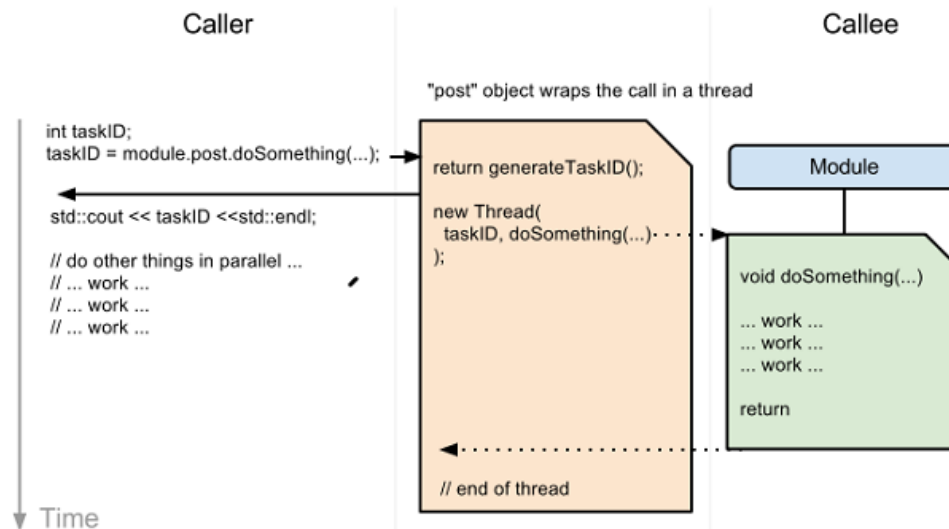 Caller
Callee
"post" object wraps the call in a thread
int taskID;
taskID = module.post.doSomething(...);
std::cout << taskID <<std::endl;
// do other things in parallel ...
// ... work ...
// ... work ...
// ... work ...
return generateTaskID();
new Thread(
taskID, doSomething(...)
);
// end of thread
Module
void doSomething(...)
... work ...
... work ...
... work ...
return
Time